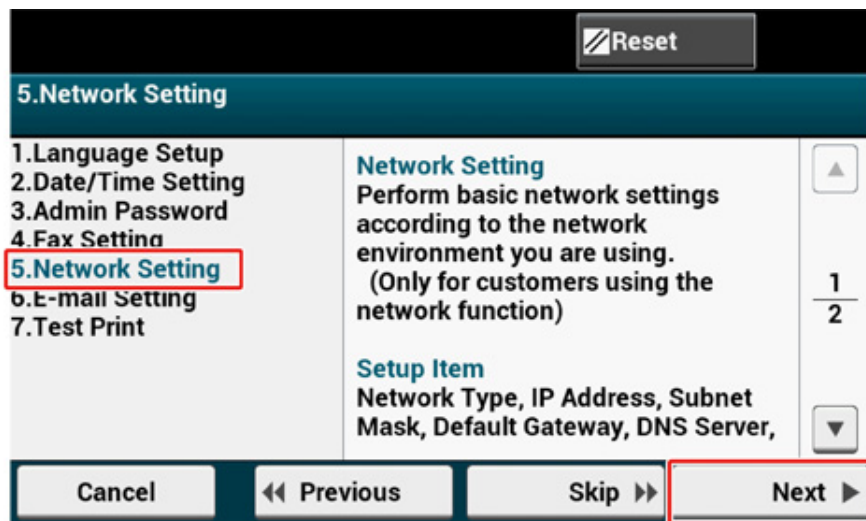 Reset
5.Network Setting
1.Language Setup
2.Date/Time Setting
3.Admin Password
4.Fax Setting
5.Network Setting
6.E-mail Setting
7.Test Print
Network Setting
Perform basic network settings
according to the network
environment you are using.
(Only for customers using the
network function)
Setup Item
Network Type, IP Address, Subnet
Mask, Default Gateway, DNS Server,
1
2
Cancel
Previous
Skip
Next